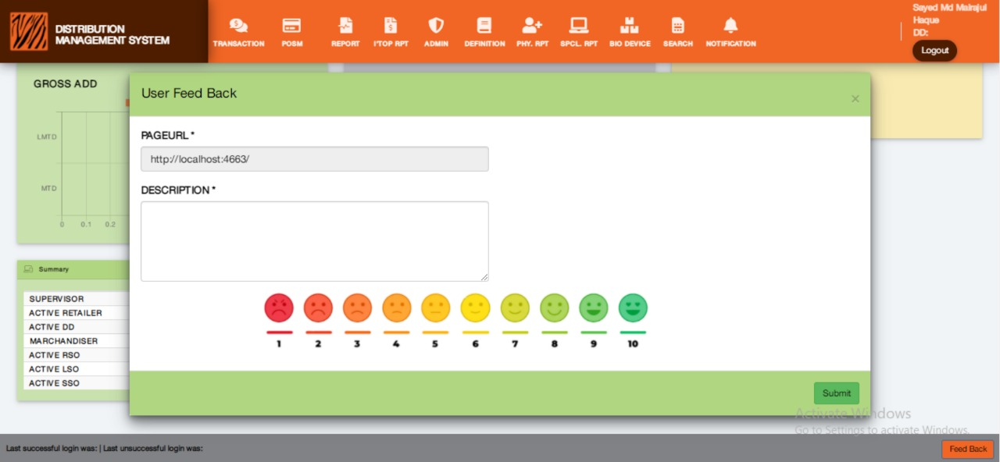 DISTRIBUTION
MANAGEMENT SYSTEM
TRANSACTION
POSM
REPORT
I'TOP RPT
ADMIN
DEFINITION
PHY. RPT
SPCL. RPT
BIO DEVICE
SEARCH
NOTIFICATION
Sayed Md Mairajul
Haque
DD:
Logout
GROSS ADD
LMTD
MTD
0 0.1 0.2
Summary
SUPERVISOR
ACTIVE RETAILER
ACTIVE DD
MARCHANDISER
ACTIVE RSO
ACTIVE LSO
ACTIVE SSO
User Feed Back
×
PAGEURL *
http://localhost:4663/
DESCRIPTION *
1 2 3 4 5 6 7 8 9 10
Submit
Activate Windows
Go to Settings to activate Windows.
Last successful login was: | Last unsuccessful login was:
Feed Back